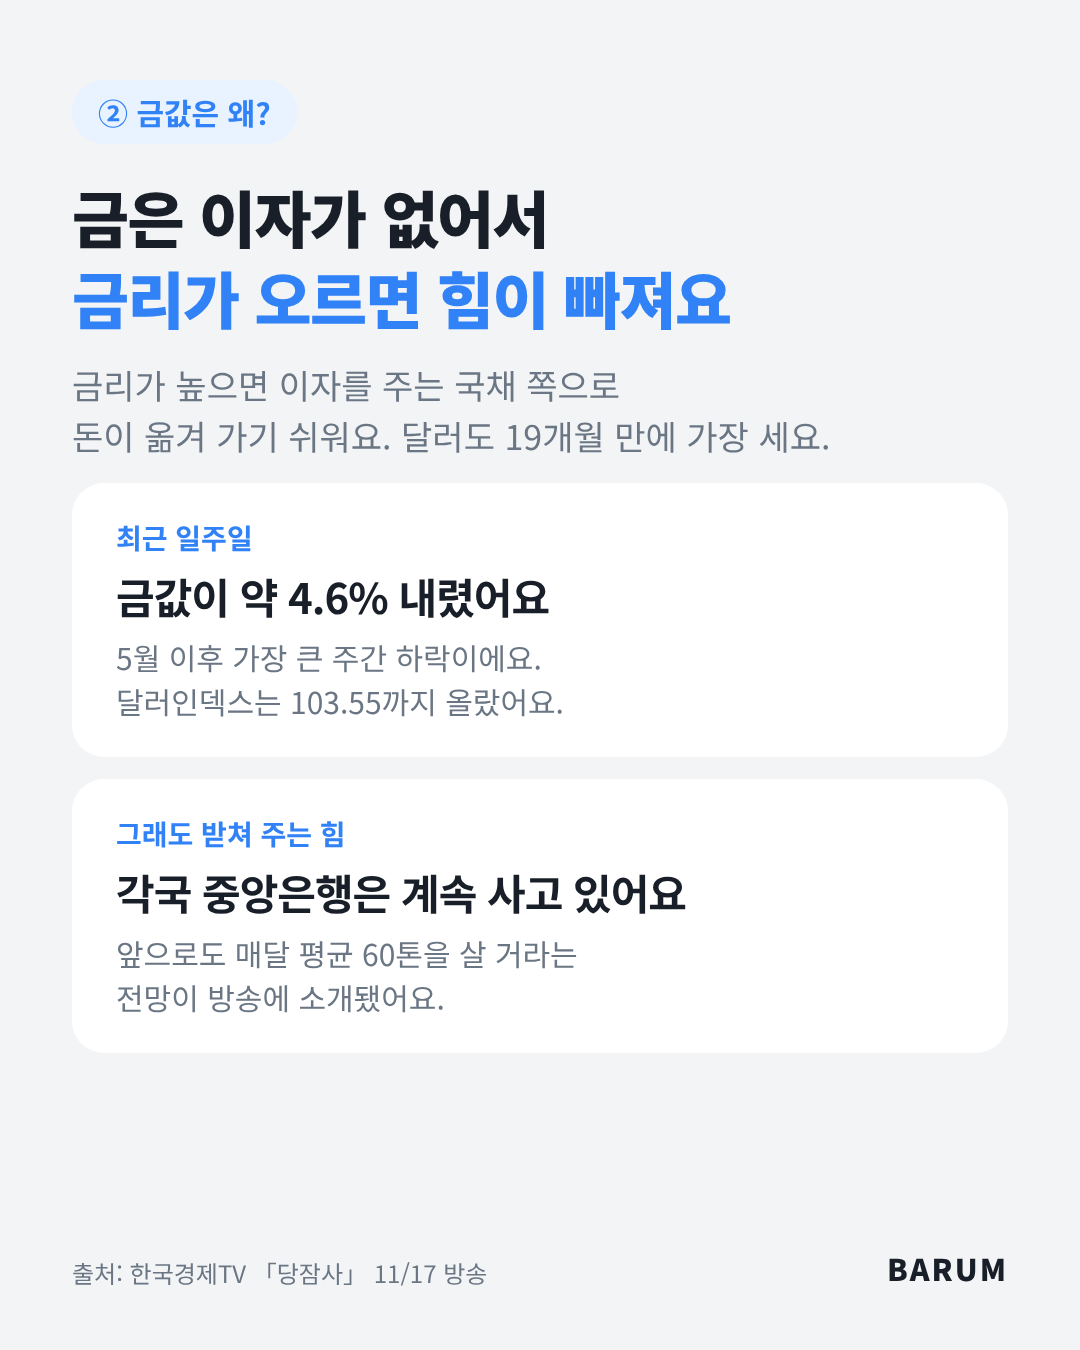 ② 금값은 왜?
금은 이자가 없어서
금리가 오르면 힘이 빠져요
금리가 높으면 이자를 주는 국채 쪽으로
돈이 옮겨 가기 쉬워요. 달러도 19개월 만에 가장 세요.
최근 일주일
금값이 약 4.6% 내렸어요
5월 이후 가장 큰 주간 하락이에요.
달러인덱스는 103.55까지 올랐어요.
그래도 받쳐 주는 힘
각국 중앙은행은 계속 사고 있어요
앞으로도 매달 평균 60톤을 살 거라는
전망이 방송에 소개됐어요.
출처: 한국경제TV 「당잠사」 11/17 방송
BARUM